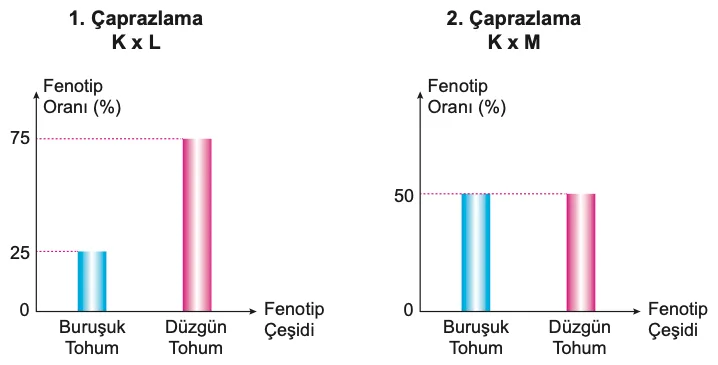 1. Çaprazlama
K x L
Fenotip
Oranı (%)
75
25
0
Buruşuk
Tohum
Düzgün
Tohum
Fenotip
Çeşidi
2. Çaprazlama
K x M
Fenotip
Oranı (%)
50
0
Buruşuk
Tohum
Düzgün
Tohum
Fenotip
Çeşidi